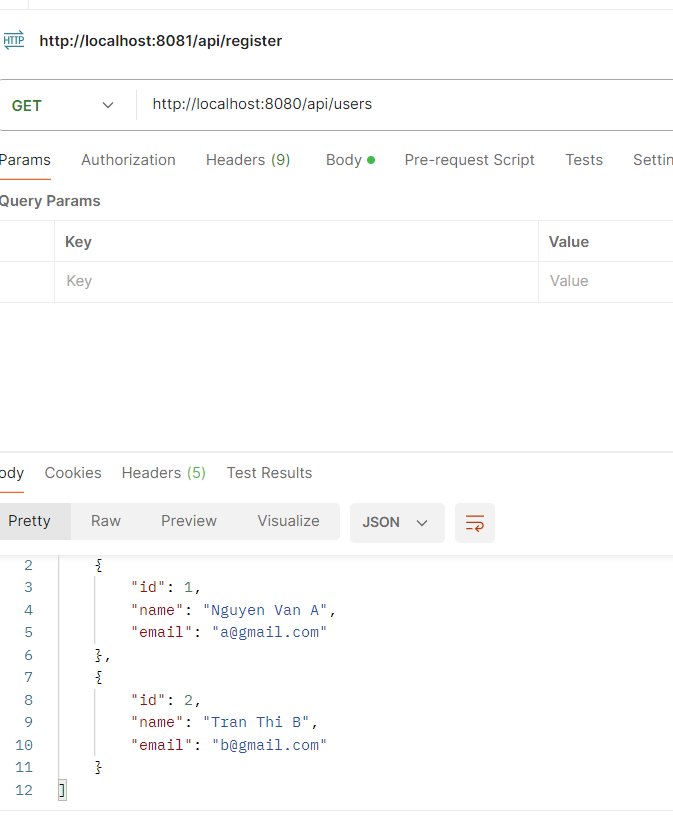 HTTP http://localhost:8081/api/register
GET http://localhost:8080/api/users
Params Authorization Headers (9) Body Pre-request Script Tests Settin
Query Params
Key Value
Key Value
ody Cookies Headers (5) Test Results
Pretty Raw Preview Visualize JSON
2 {
3 "id": 1,
4 "name": "Nguyen Van A",
5 "email": "a@gmail.com"
6 },
7 {
8 "id": 2,
9 "name": "Tran Thi B",
10 "email": "b@gmail.com"
11 }
12 ]